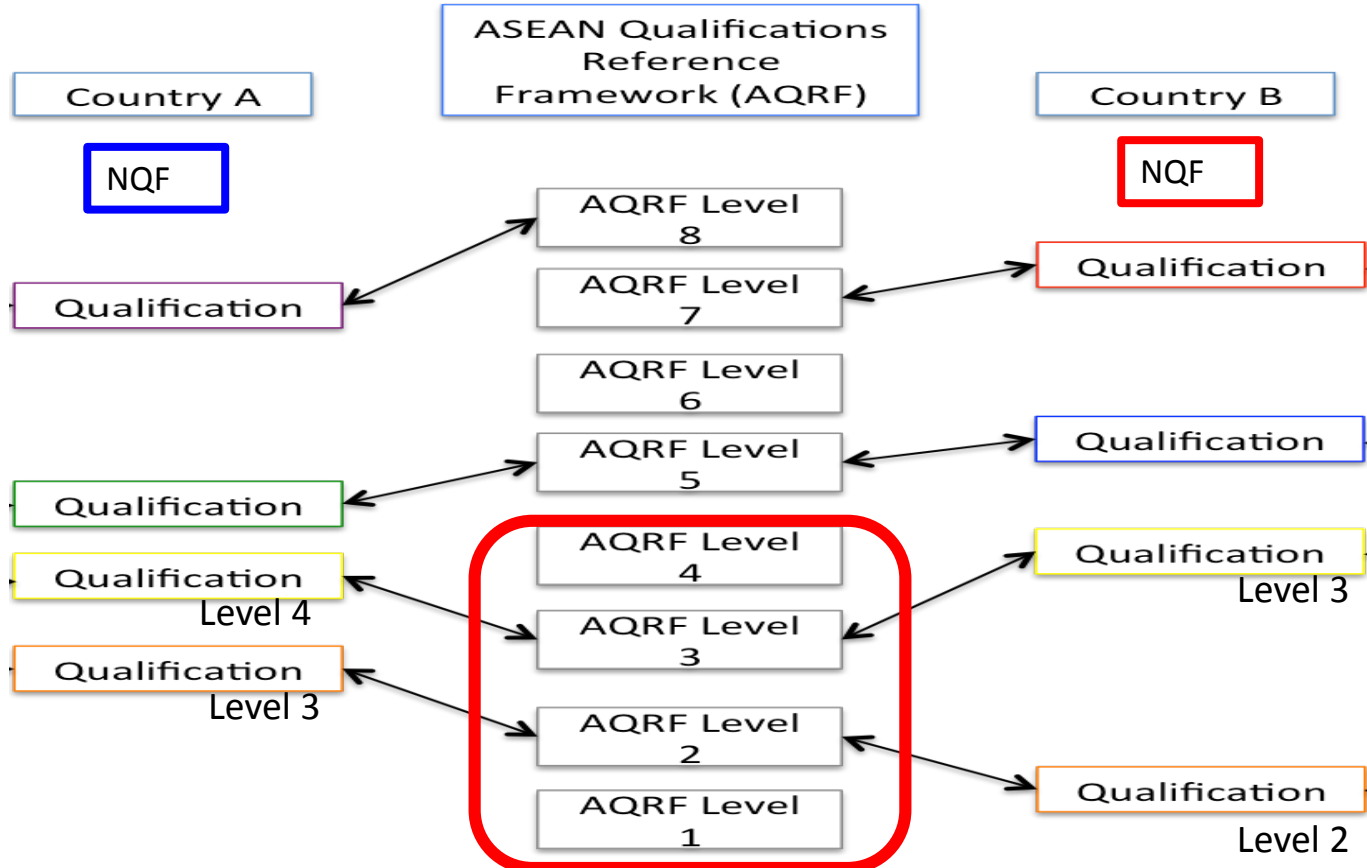 ASEAN Qualifications
Reference
Framework (AQRF)
Country A
Country B
NQF
NQF
AQRF Level
8
Qualification
AQRF Level
7
Qualification
AQRF Level
6
Qualification
AQRF Level
5
Qualification
AQRF Level
4
Qualification
Level 4
Qualification
Level 3
AQRF Level
3
Qualification
Level 3
AQRF Level
2
Qualification
Level 2
AQRF Level
1